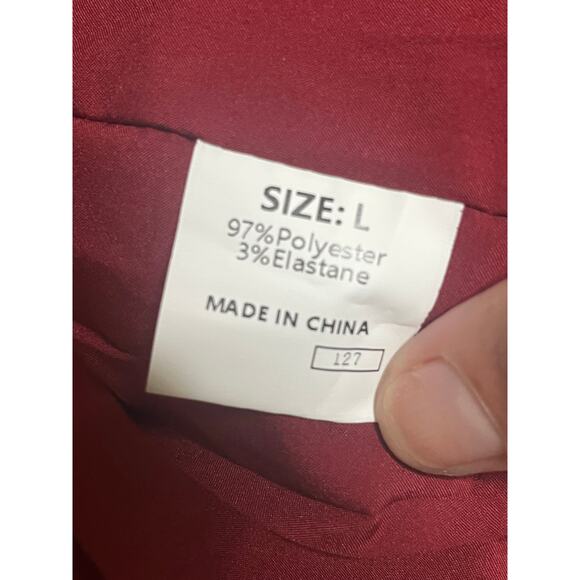 SIZE: L
97%Polyester
3%Elastane
MADE IN CHINA
127